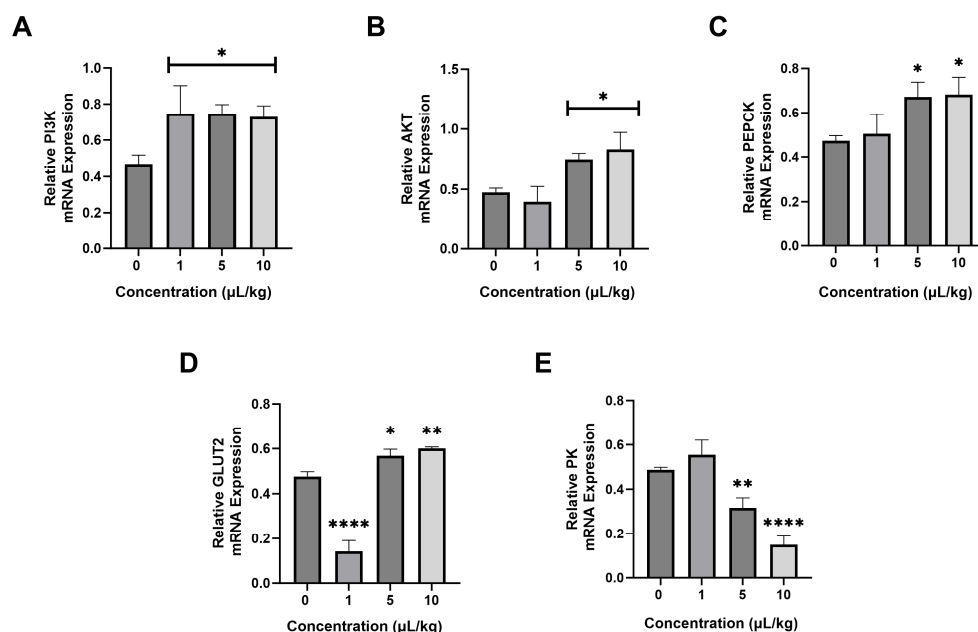 A
Relative PI3K
mRNA Expression
1.0
0.8
0.6
0.4
0.2
0.0
*
0 1 5 10
Concentration (µL/kg)
B
Relative AKT
mRNA Expression
1.5
1.0
0.5
0.0
*
0 1 5 10
Concentration (µL/kg)
C
Relative PEPCK
mRNA Expression
0.8
0.6
0.4
0.2
0.0
* *
0 1 5 10
Concentration (µL/kg)
D
Relative GLUT2
mRNA Expression
0.8
0.6
0.4
0.2
0.0
**** * **
0 1 5 10
Concentration (µL/kg)
E
Relative PK
mRNA Expression
0.8
0.6
0.4
0.2
0.0
** ****
0 1 5 10
Concentration (µL/kg)